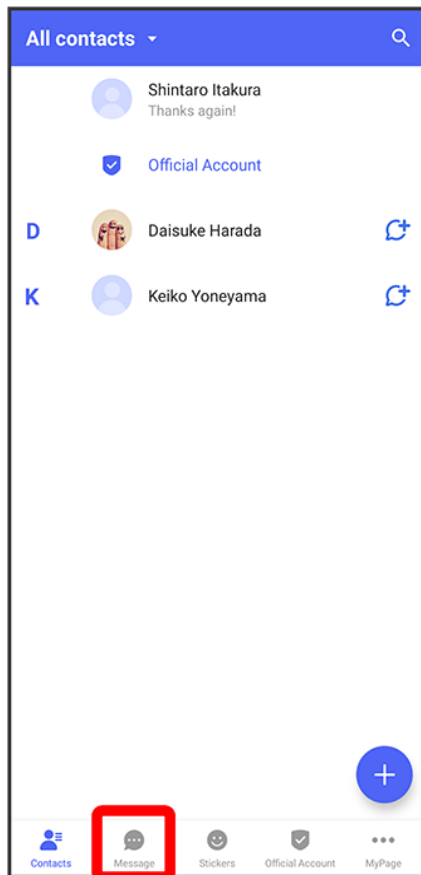 All contacts
Shintaro Itakura
Thanks again!
Official Account
D Daisuke Harada
K Keiko Yoneyama
Contacts Message Stickers Official Account MyPage